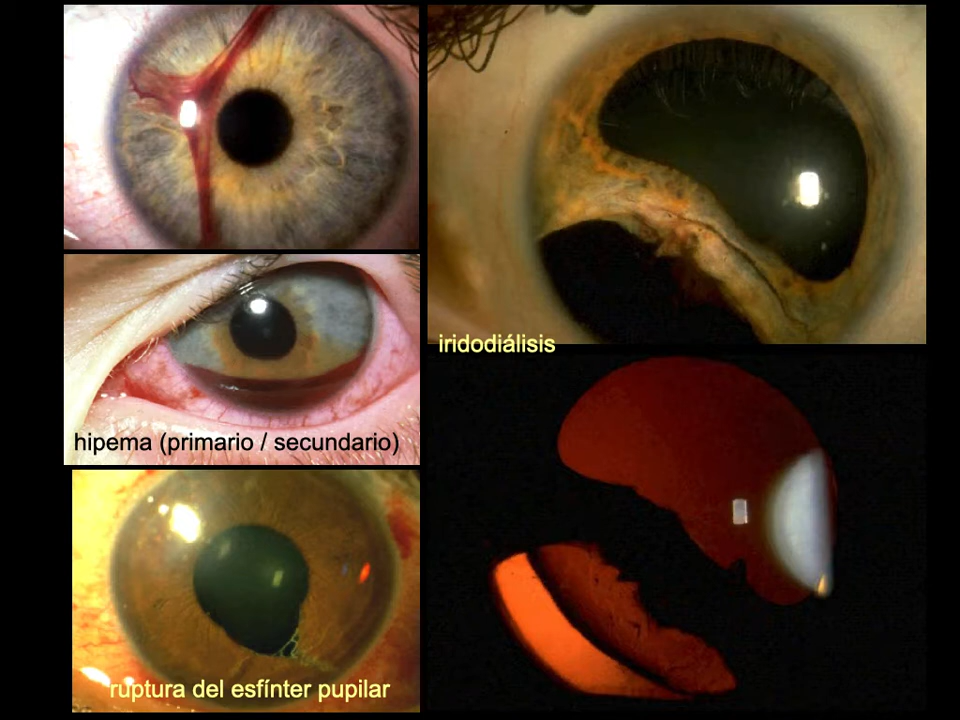 iridodiálisis
hipema (primario / secundario)
ruptura del esfínter pupilar